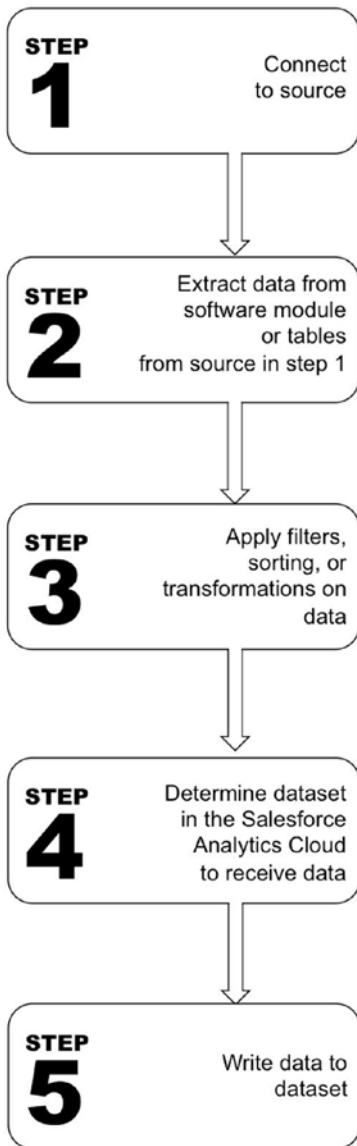 STEP
1
Connect
to source
STEP
2
Extract data from
software module
or tables
from source in step 1
STEP
3
Apply filters,
sorting, or
transformations on
data
STEP
4
Determine dataset
in the Salesforce
Analytics Cloud
to receive data
STEP
5
Write data to
dataset